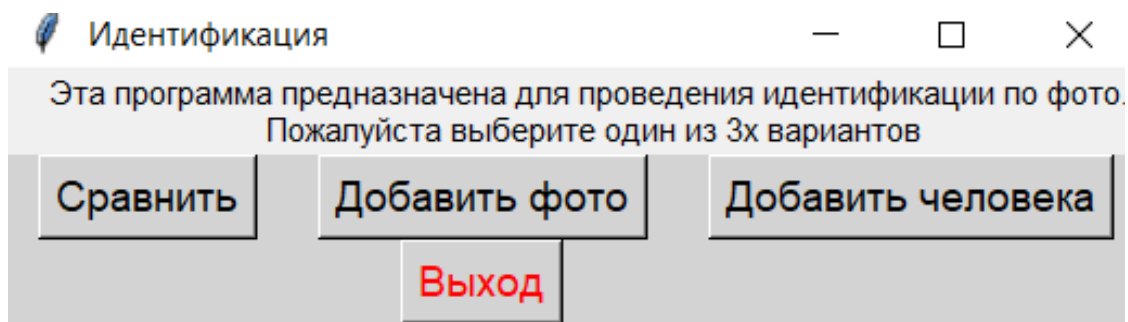 Идентификация
Эта программа предназначена для проведения идентификации по фото.
Пожалуйста выберите один из 3х вариантов
Сравнить Добавить фото Добавить человека
Выход